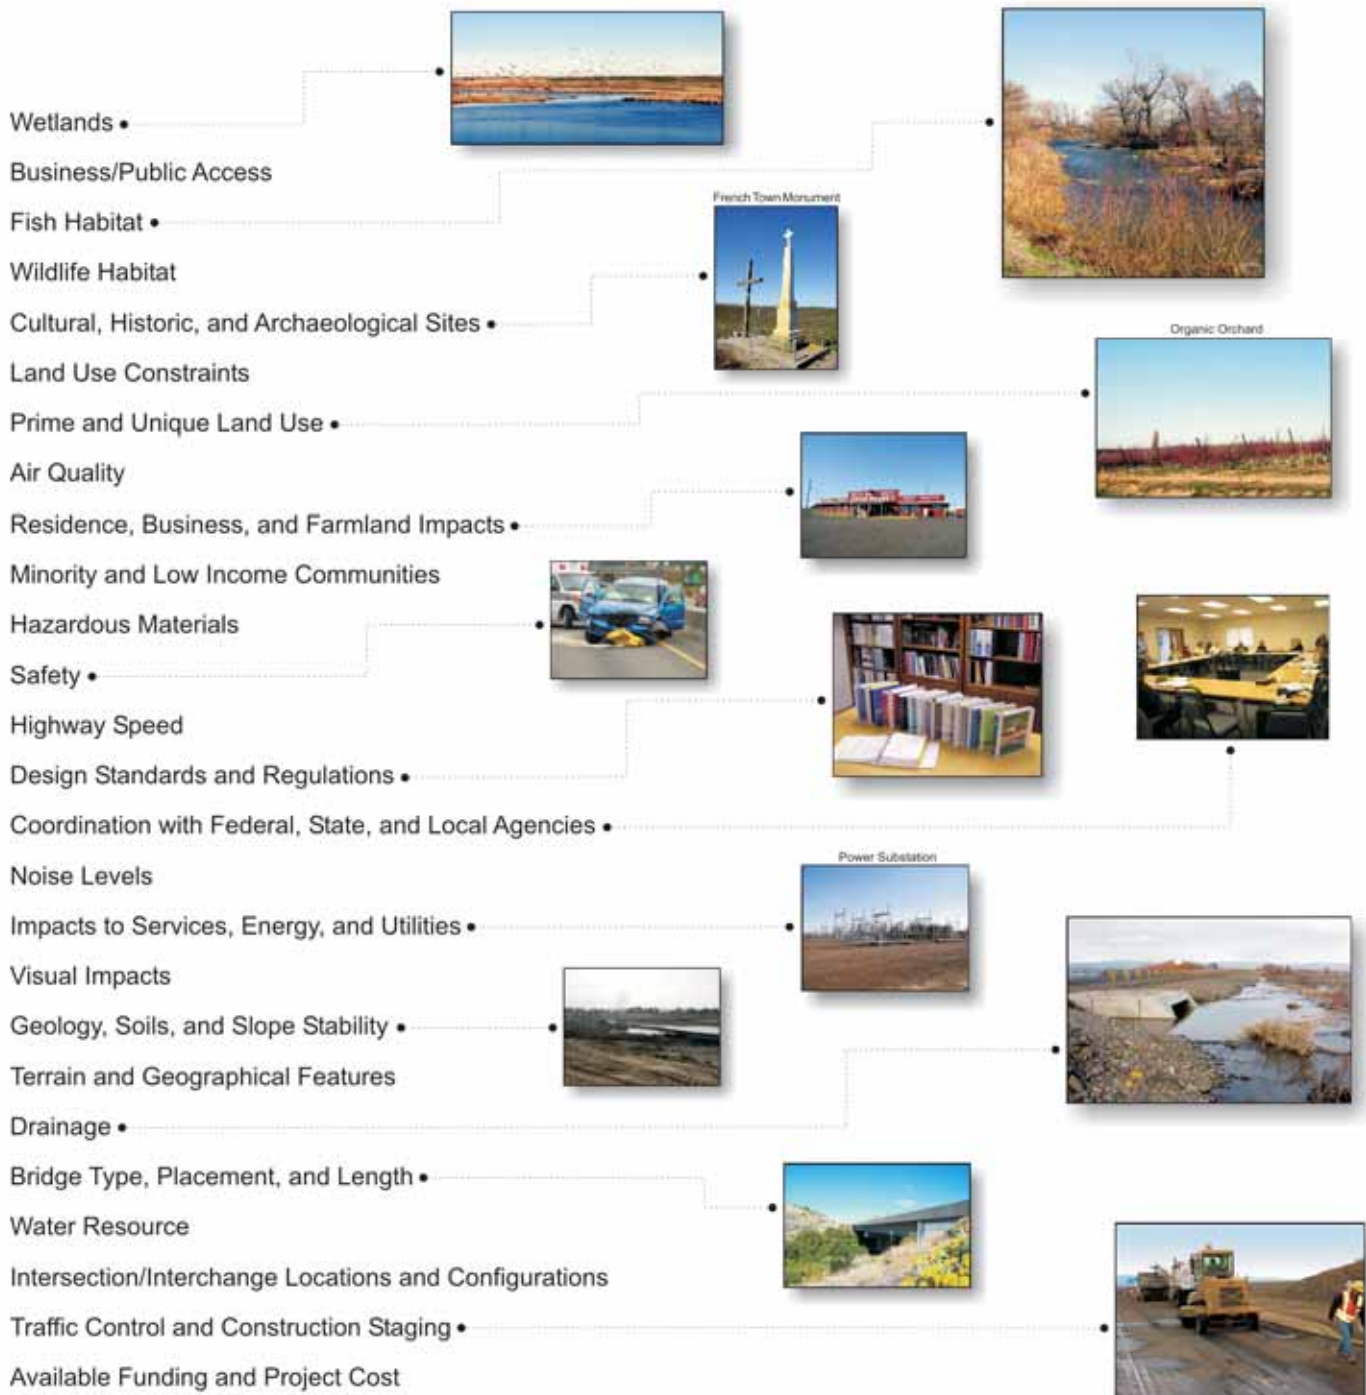 Wetlands
Business/Public Access
Fish Habitat
French Town Monument
Wildlife Habitat
Cultural, Historic, and Archaeological Sites
Organic Orchard
Land Use Constraints
Prime and Unique Land Use
Air Quality
Residence, Business, and Farmland Impacts
Minority and Low Income Communities
Hazardous Materials
Safety
Highway Speed
Design Standards and Regulations
Coordination with Federal, State, and Local Agencies
Power Substation
Noise Levels
Impacts to Services, Energy, and Utilities
Visual Impacts
Geology, Soils, and Slope Stability
Terrain and Geographical Features
Drainage
Bridge Type, Placement, and Length
Water Resource
Intersection/Interchange Locations and Configurations
Traffic Control and Construction Staging
Available Funding and Project Cost